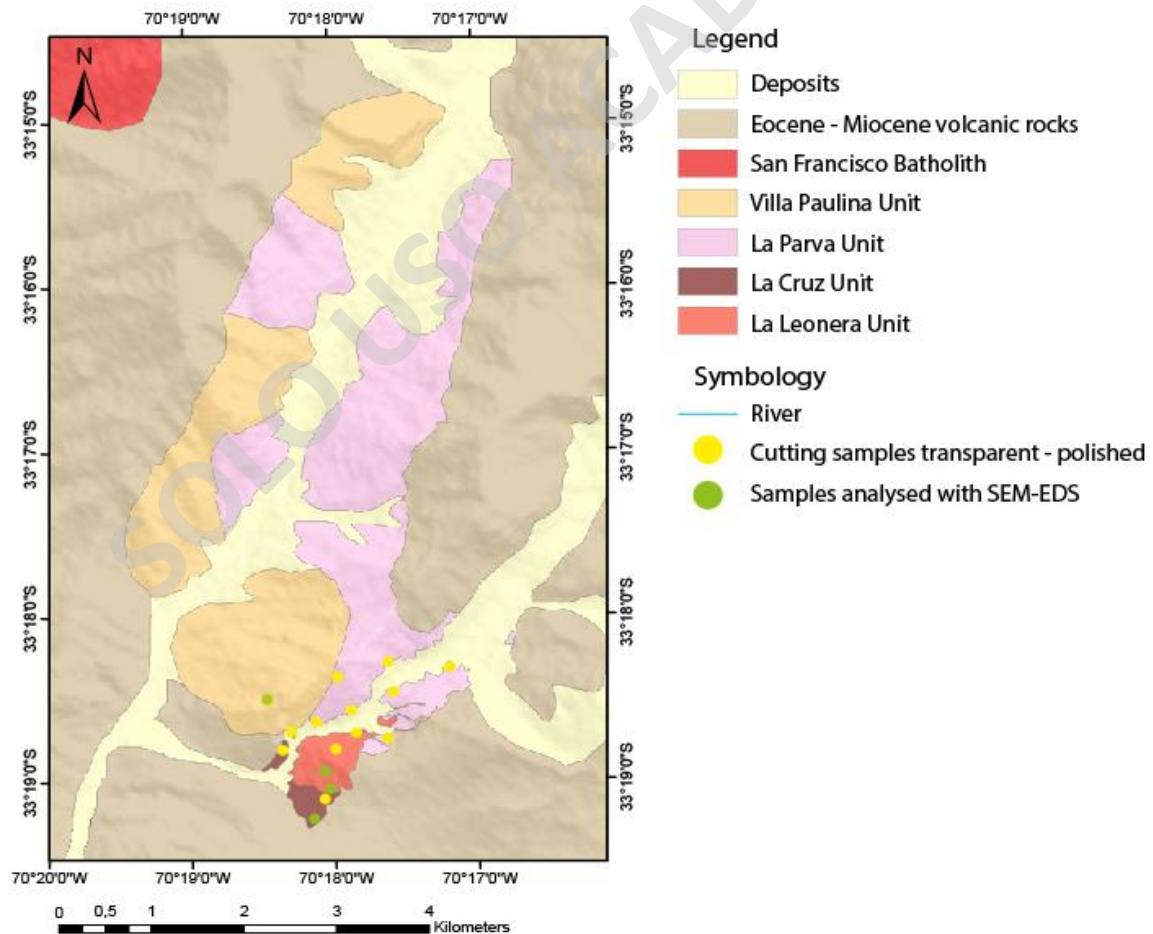 70°19'0"W 70°18'0"W 70°17'0"W
N
33°15'0"S 33°15'0"S
33°16'0"S 33°16'0"S
33°17'0"S 33°17'0"S
33°18'0"S 33°18'0"S
33°19'0"S 33°19'0"S
70°20'0"W 70°19'0"W 70°18'0"W 70°17'0"W
0 0,5 1 2 3 4
Kilometers
SOLO USO ACAD
Legend
Deposits
Eocene - Miocene volcanic rocks
San Francisco Batholith
Villa Paulina Unit
La Parva Unit
La Cruz Unit
La Leonera Unit
Symbology
River
Cutting samples transparent - polished
Samples analysed with SEM-EDS